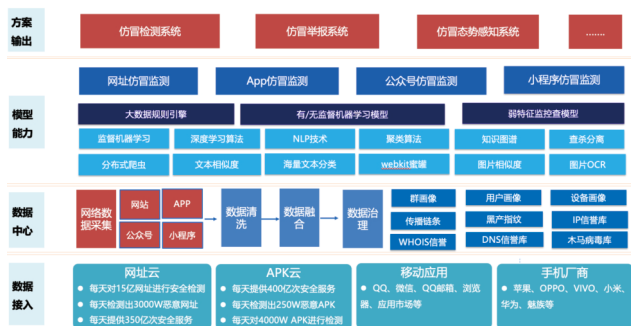 方案
输出
仿冒检测系统
仿冒举报系统
仿冒态势感知系统
.......
模型
能力
网址仿冒监测
App仿冒监测
公众号仿冒监测
小程序仿冒监测
大数据规则引擎
有/无监督机器学习模型
弱特征监控查模型
监督机器学习
深度学习算法
NLP技术
聚类算法
知识图谱
查杀分离
分布式爬虫
文本相似度
海量文本分类
webkit蜜罐
图片相似度
图片OCR
数据
中心
网络数
据采集
网站
APP
公众号
小程序
数据清
洗
数据融
合
数据治
理
群画像
用户画像
设备画像
传播链条
黑产指纹
IP信誉库
WHOIS信誉
DNS信誉库
木马病毒库
数据
接入
网址云
• 每天对15亿网址进行安全检测
• 每天检测出3000W恶意网址
• 每天提供350亿次安全服务
APK云
• 每天提供400亿次安全服务
• 每天检测出250W恶意APK
• 每天对4000W APK进行检测
移动应用
• QQ、微信、QQ邮箱、浏览
器、应用市场等
手机厂商
• 苹果、OPPO、VIVO、小米、
华为、魅族等